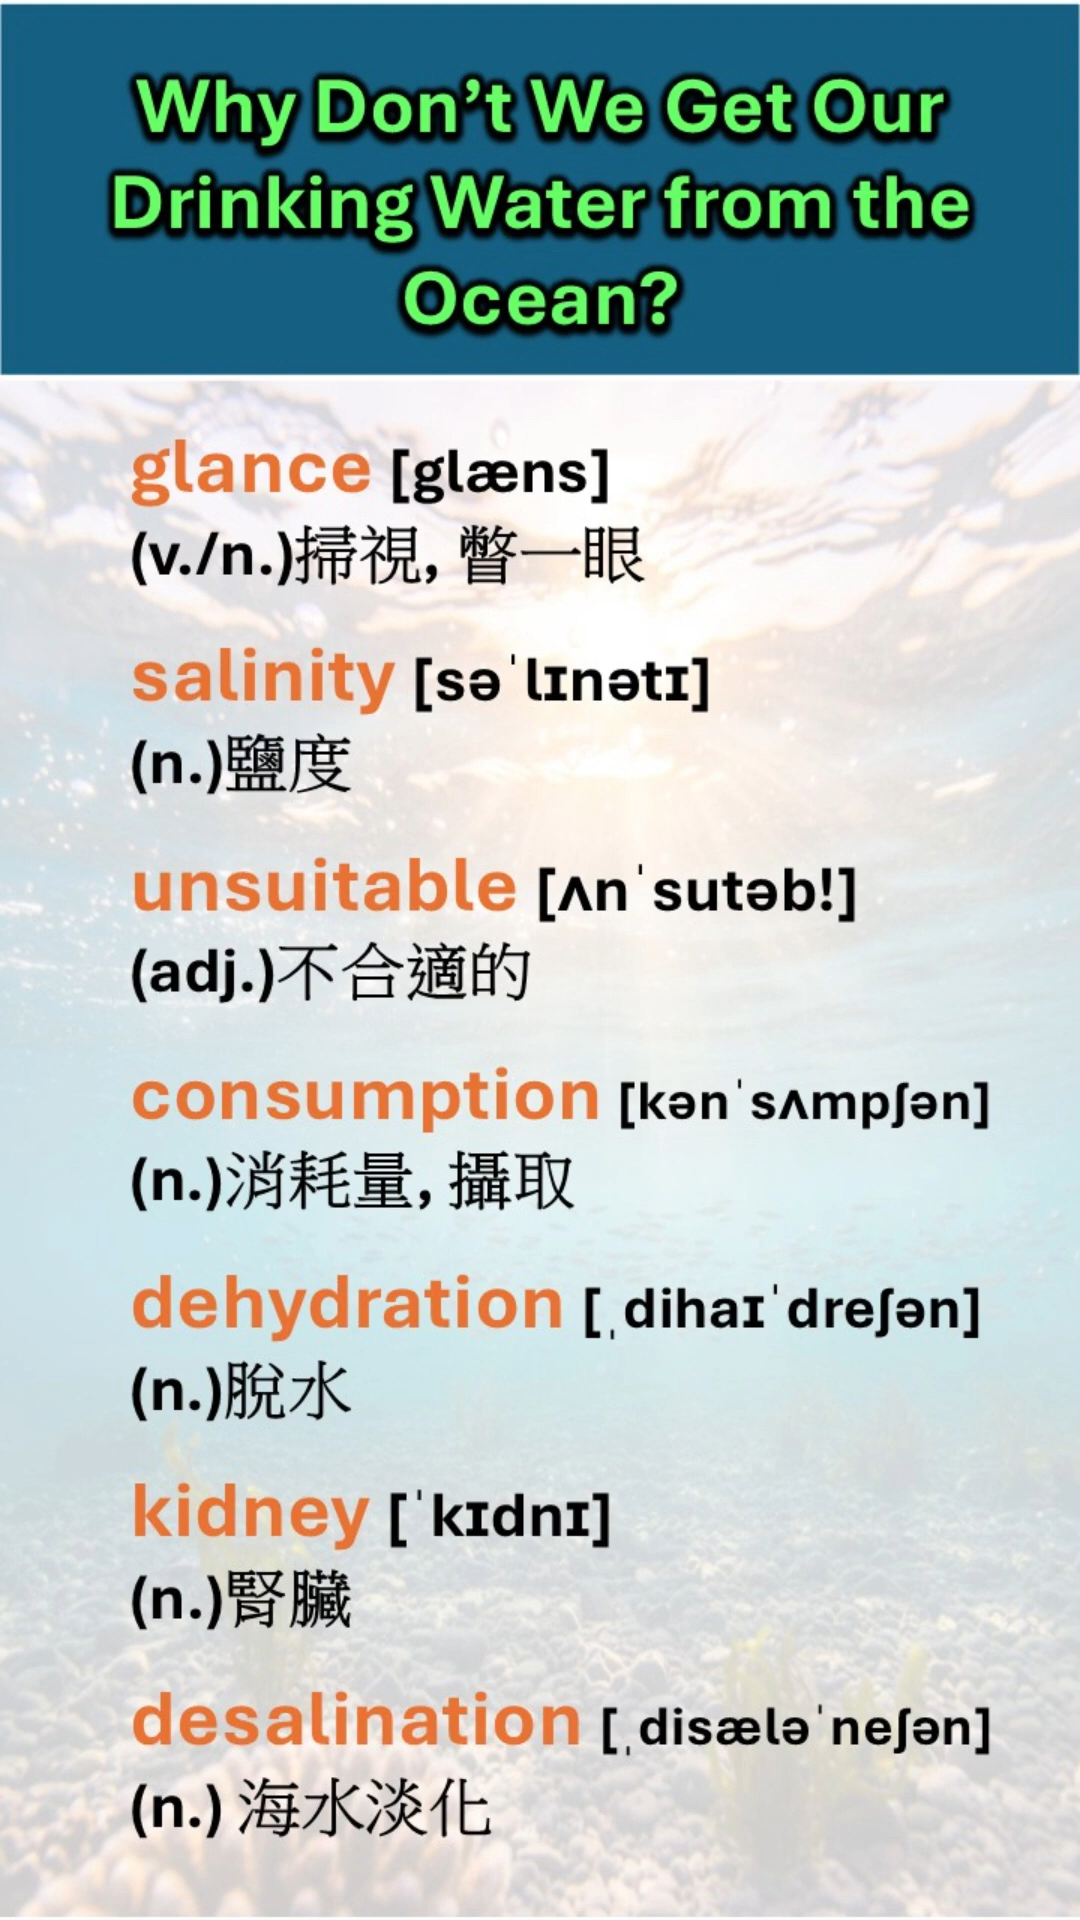 Why Don’t We Get Our
Drinking Water from the
Ocean?
glance [glæns]
(v./n.)掃視, 瞥一眼
salinity [səˈlɪnətɪ]
(n.)鹽度
unsuitable [ʌnˈsutəb!]
(adj.)不合適的
consumption [kənˈsʌmpʃən]
(n.)消耗量, 攝取
dehydration [ˌdihaɪˈdreʃən]
(n.)脫水
kidney [ˈkɪdnɪ]
(n.)腎臟
desalination [ˌdisæləˈneʃən]
(n.) 海水淡化